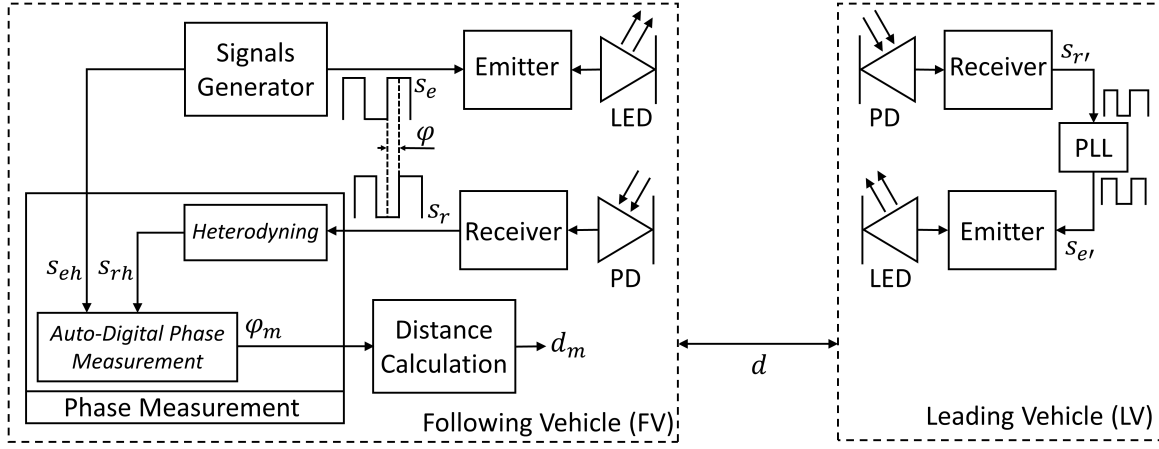 Signals
Generator
s_e
Emitter
LED
φ
s_r
Receiver
PD
Heterodyning
s_eh
s_rh
Auto-Digital Phase
Measurement
φ_m
Distance
Calculation
d_m
Phase Measurement
Following Vehicle (FV)
d
PD
Receiver
s_r'
PLL
LED
Emitter
s_e'
Leading Vehicle (LV)